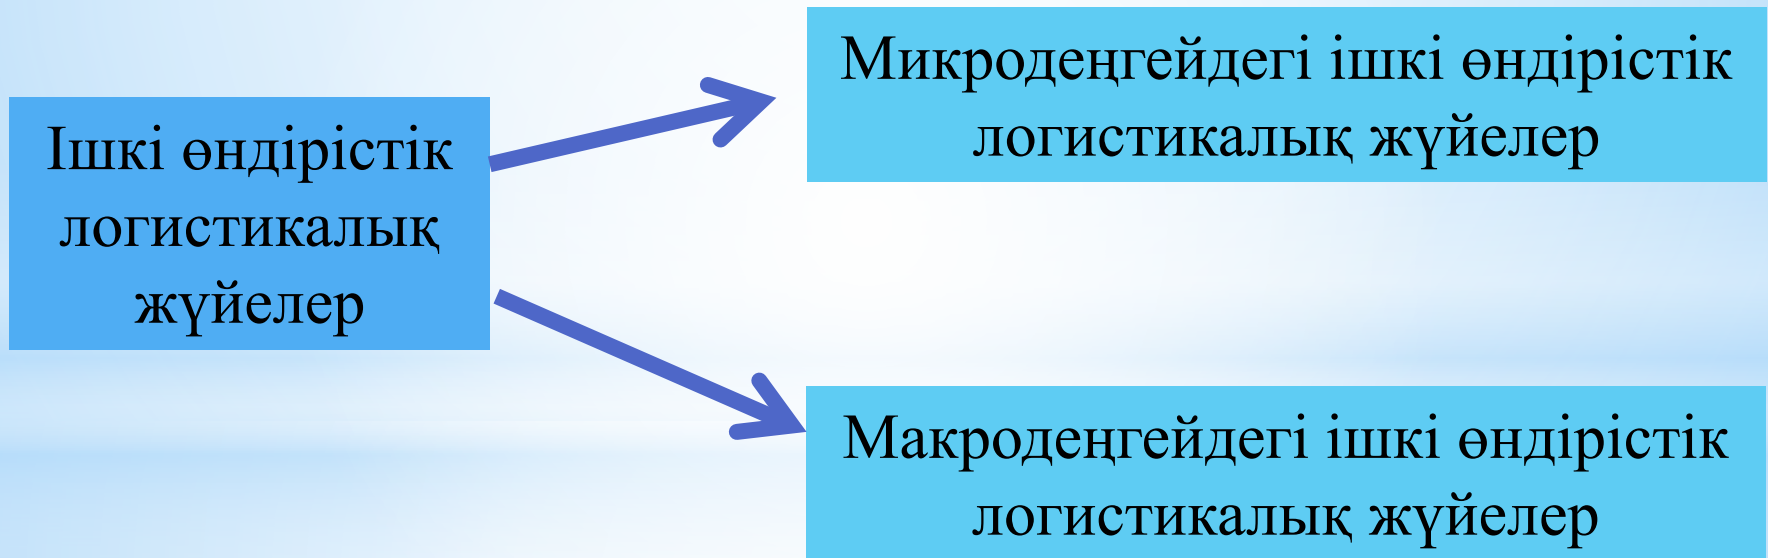 Ішкі өндірістік
логистикалық
жүйелер
Микродеңгейдегі ішкі өндірістік
логистикалық жүйелер
Макродеңгейдегі ішкі өндірістік
логистикалық жүйелер